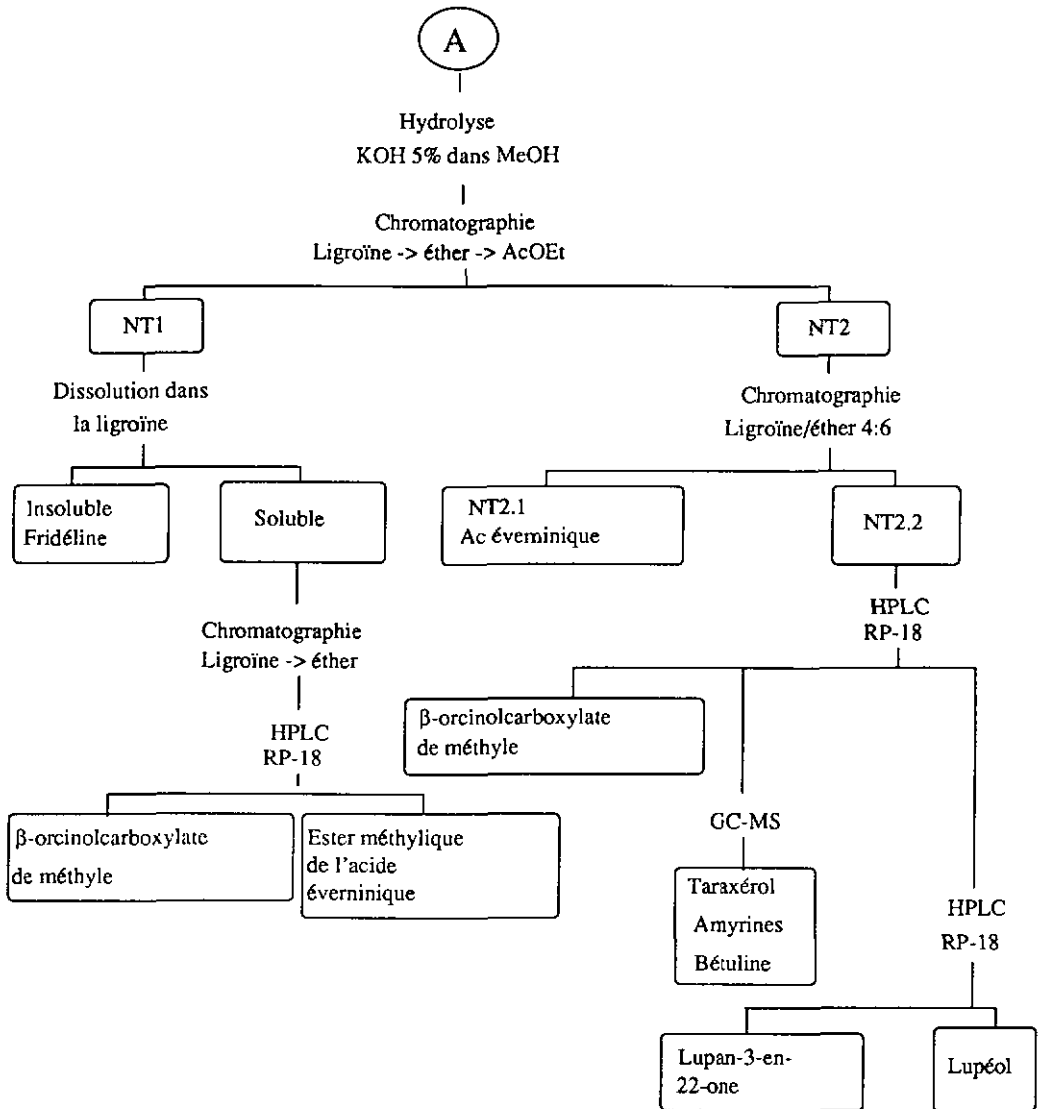 A
Hydrolyse
KOH 5% dans MeOH
Chromatographie
Ligroïne -> éther -> AcOEt
NT1
NT2
Dissolution dans
la ligroïne
Chromatographie
Ligroïne/éther 4:6
Insoluble
Fridéline
Soluble
NT2.1
Ac éveminique
NT2.2
Chromatographie
Ligroïne -> éther
HPLC
RP-18
HPLC
RP-18
β-orcinolcarboxylate
de méthyle
β-orcinolcarboxylate
de méthyle
Ester méthylique
de l'acide
éverninique
GC-MS
Taraxérol
Amyrines
Bétuline
HPLC
RP-18
Lupan-3-en-
22-one
Lupéol